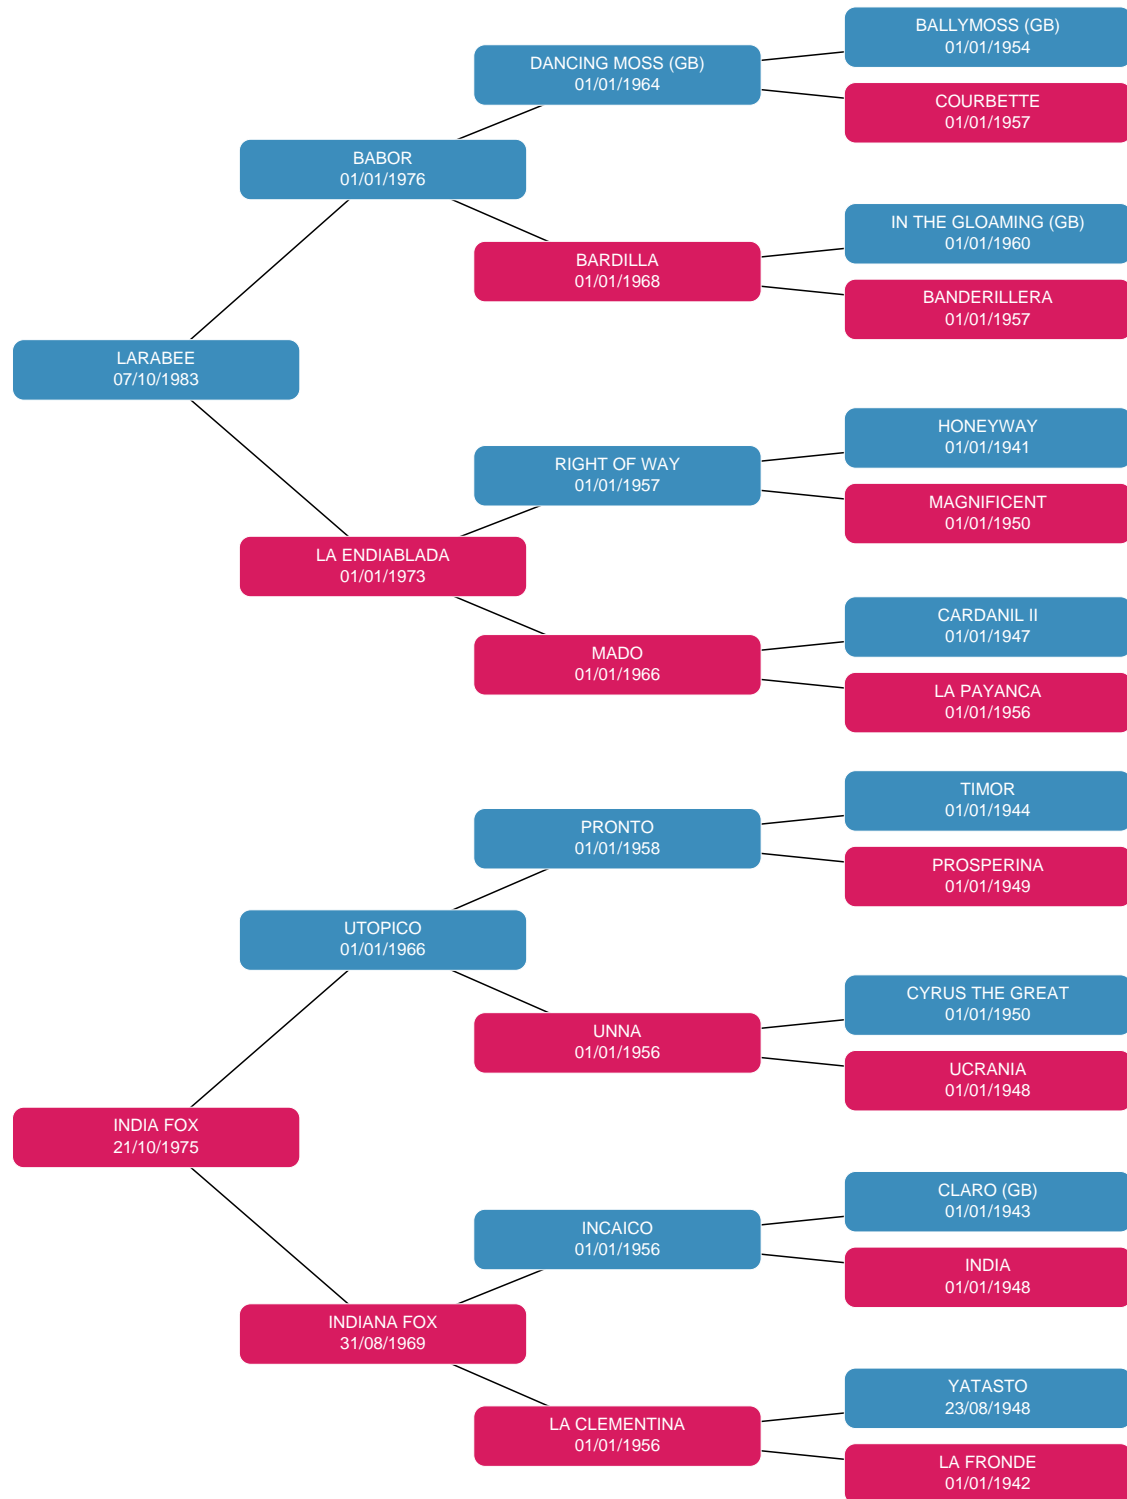 BALLYMOSS (GB)
01/01/1954
DANCING MOSS (GB)
01/01/1964
COURBETTE
01/01/1957
BABOR
01/01/1976
IN THE GLOAMING (GB)
01/01/1960
BARDILLA
01/01/1968
BANDERILLERA
01/01/1957
LARABEE
07/10/1983
HONEYWAY
01/01/1941
RIGHT OF WAY
01/01/1957
MAGNIFICENT
01/01/1950
LA ENDIABLADA
01/01/1973
CARDANIL II
01/01/1947
MADO
01/01/1966
LA PAYANCA
01/01/1956
TIMOR
01/01/1944
PRONTO
01/01/1958
PROSPERINA
01/01/1949
UTOPICO
01/01/1966
CYRUS THE GREAT
01/01/1950
UNNA
01/01/1956
UCRANIA
01/01/1948
INDIA FOX
21/10/1975
CLARO (GB)
01/01/1943
INCAICO
01/01/1956
INDIA
01/01/1948
INDIANA FOX
31/08/1969
YATASTO
23/08/1948
LA CLEMENTINA
01/01/1956
LA FRONDE
01/01/1942